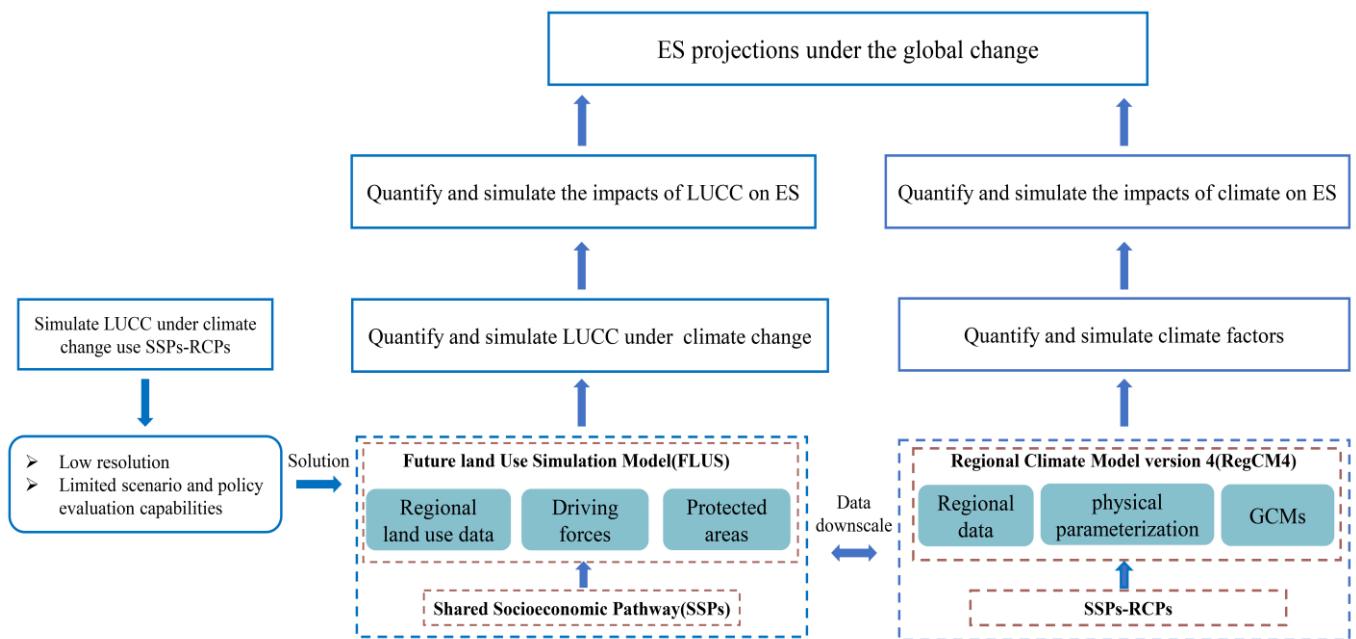 ES projections under the global change
Quantify and simulate the impacts of LUCC on ES
Quantify and simulate the impacts of climate on ES
Simulate LUCC under climate
change use SSPs-RCPs
Quantify and simulate LUCC under climate change
Quantify and simulate climate factors
➢ Low resolution
➢ Limited scenario and policy
evaluation capabilities
Solution
Future land Use Simulation Model(FLUS)
Regional
land use data
Driving
forces
Protected
areas
Shared Socioeconomic Pathway(SSPs)
Data
downscale
Regional Climate Model version 4(RegCM4)
Regional
data
physical
parameterization
GCMs
SSPs-RCPs